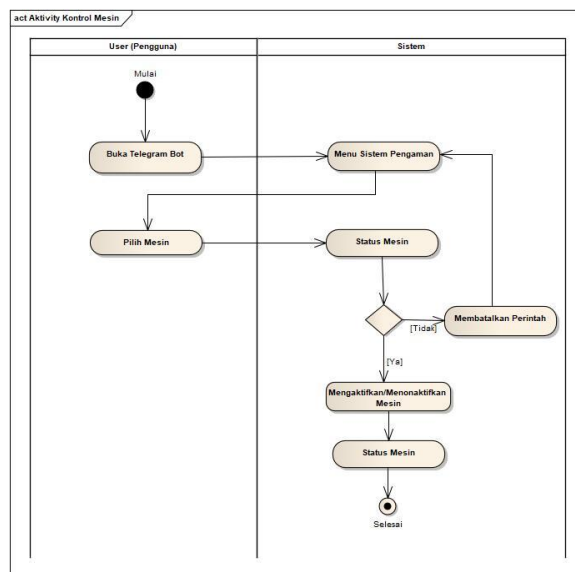 act Aktivity Kontrol Mesin
User (Pengguna)
Sistem
Mulai
Buka Telegram Bot
Menu Sistem Pengaman
Pilih Mesin
Status Mesin
[Tidak]
Membatalkan Perintah
[Ya]
Mengaktifkan/Menonaktifkan
Mesin
Status Mesin
Selesai